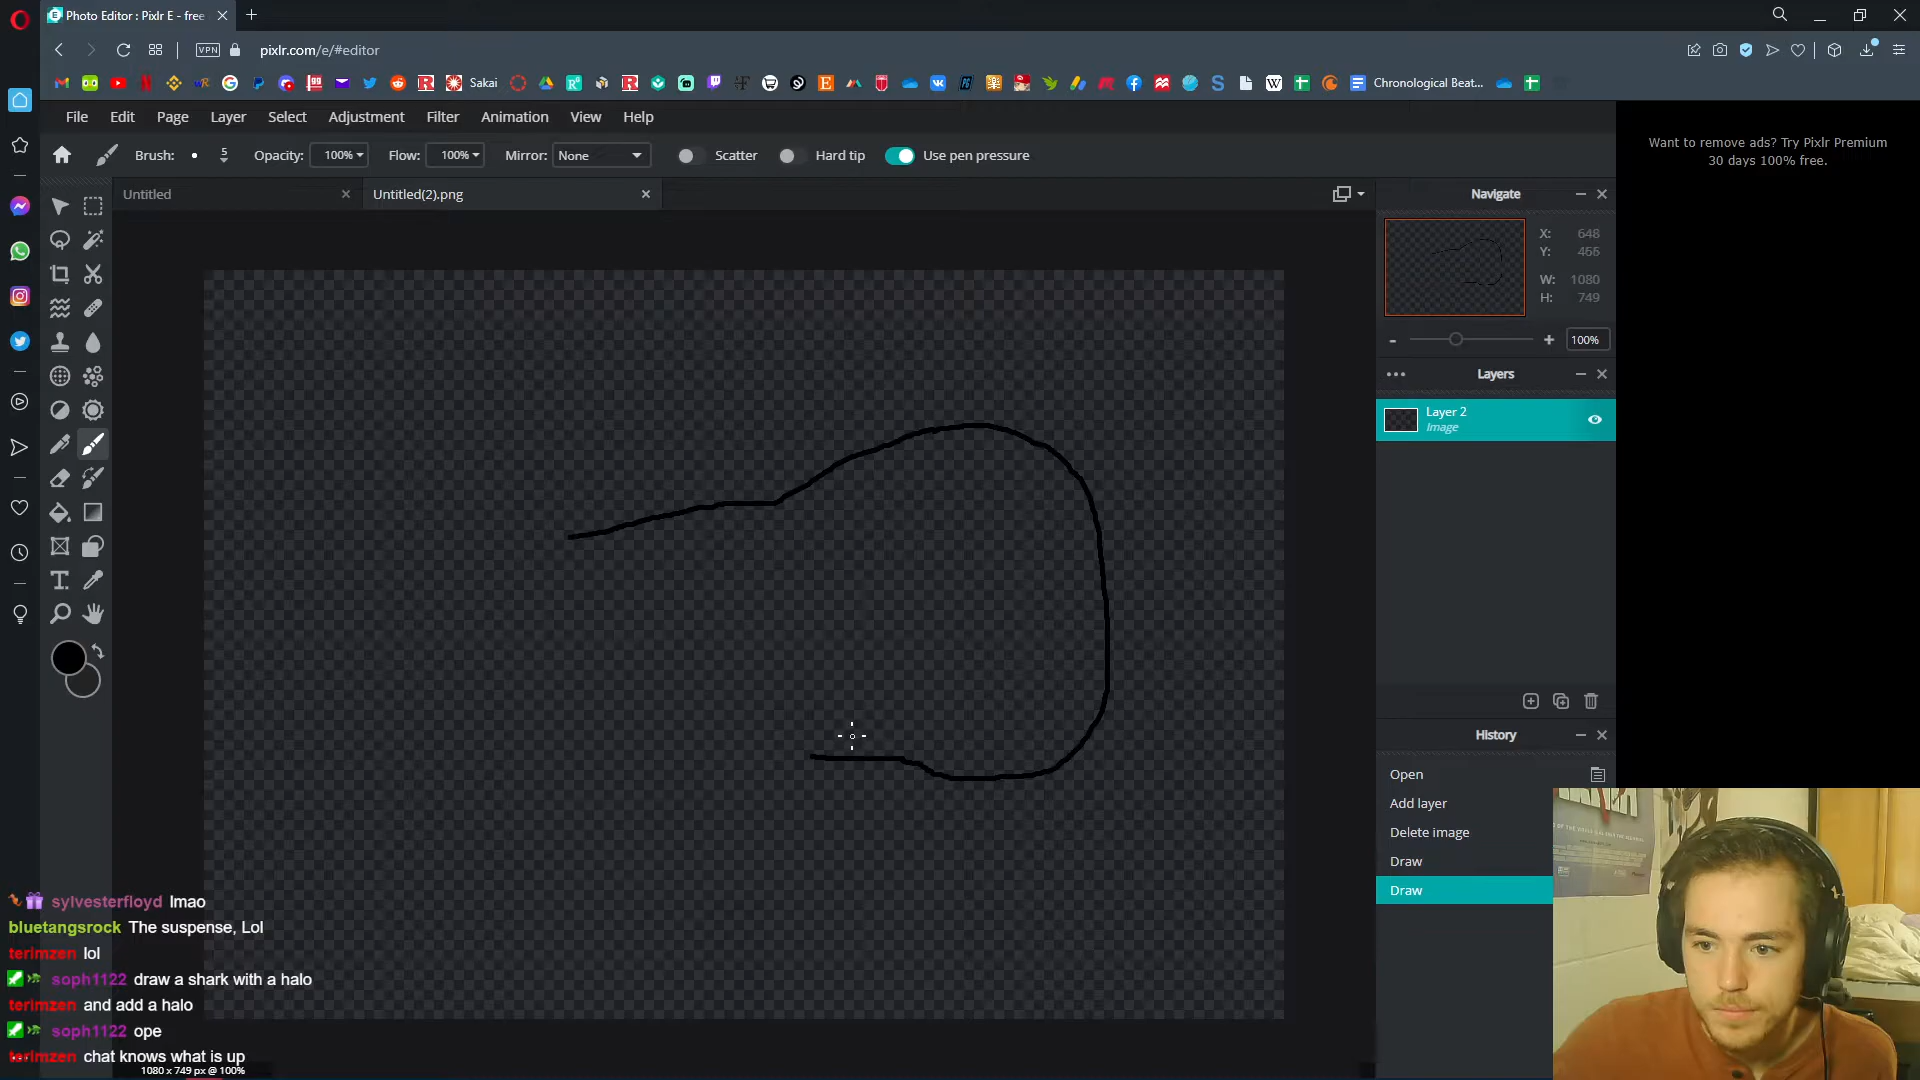 Photo Editor : Pixlr E - free
VPN
pixlr.com/e/#editor
Sakai
Chronological Beat...
File Edit Page Layer Select Adjustment Filter Animation View Help
Brush: 5 Opacity: 100% Flow: 100% Mirror: None Scatter Hard tip Use pen pressure
Untitled
Untitled(2).png
Want to remove ads? Try Pixlr Premium
30 days 100% free.
Navigate
X: 648
Y: 455
W: 1080
H: 749
100%
Layers
Layer 2
Image
History
Open
Add layer
Delete image
Draw
Draw
sylvesterfloyd lmao
bluetangsrock The suspense, Lol
terimzen lol
soph1122 draw a shark with a halo
terimzen and add a halo
soph1122 ope
terimzen chat knows what is up
1080 x 749 px @ 100%